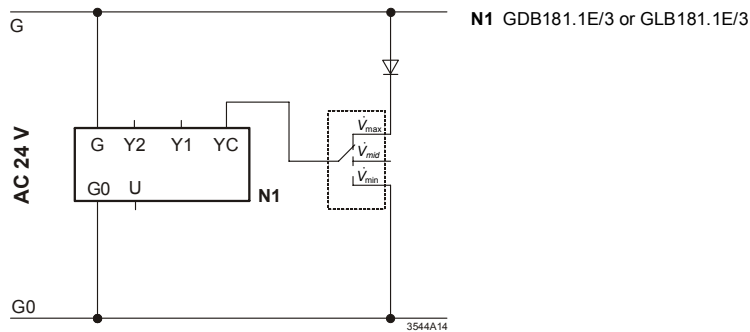 G
N1 GDB181.1E/3 or GLB181.1E/3
AC 24 V
V̇max
G Y2 Y1 YC
V̇mid
V̇min
G0 U
N1
G0
3544A14